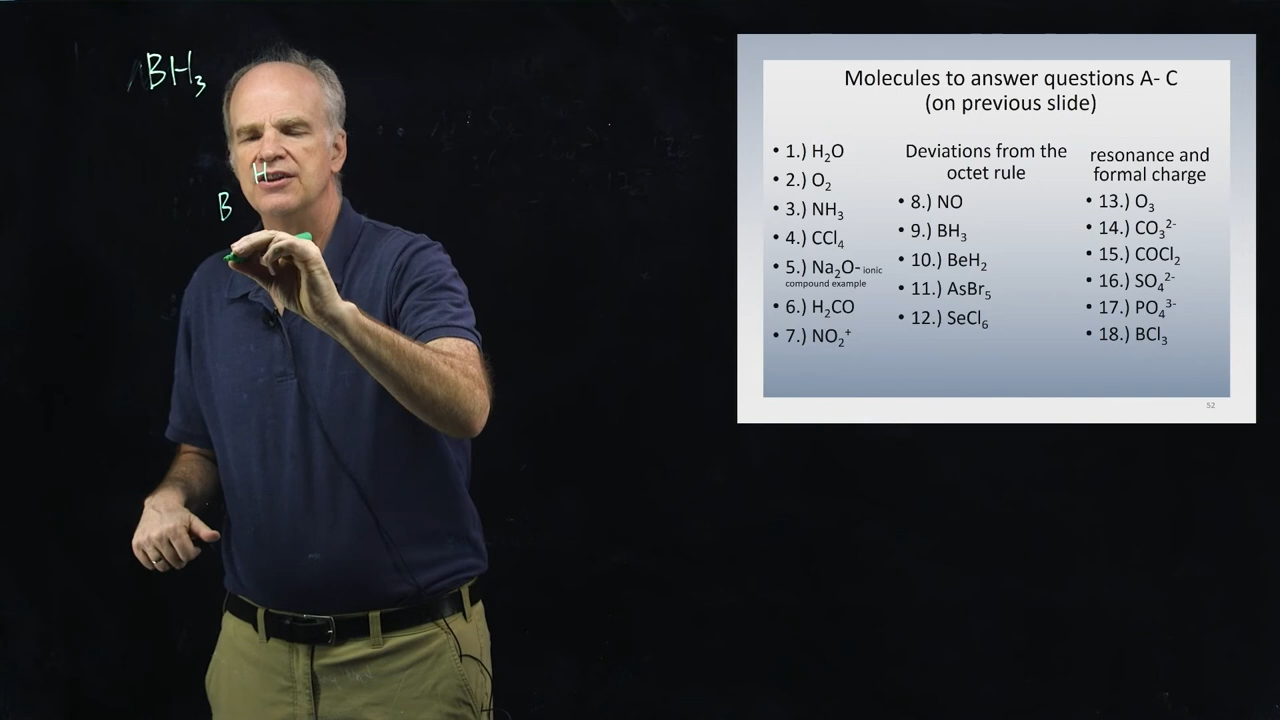 BH₃
H
B
Molecules to answer questions A- C
(on previous slide)
• 1.) H₂O
• 2.) O₂
• 3.) NH₃
• 4.) CCl₄
• 5.) Na₂O- ionic
compound example
• 6.) H₂CO
• 7.) NO₂⁺
Deviations from the
octet rule
• 8.) NO
• 9.) BH₃
• 10.) BeH₂
• 11.) AsBr₅
• 12.) SeCl₆
resonance and
formal charge
• 13.) O₃
• 14.) CO₃²⁻
• 15.) COCl₂
• 16.) SO₄²⁻
• 17.) PO₄³⁻
• 18.) BCl₃
52